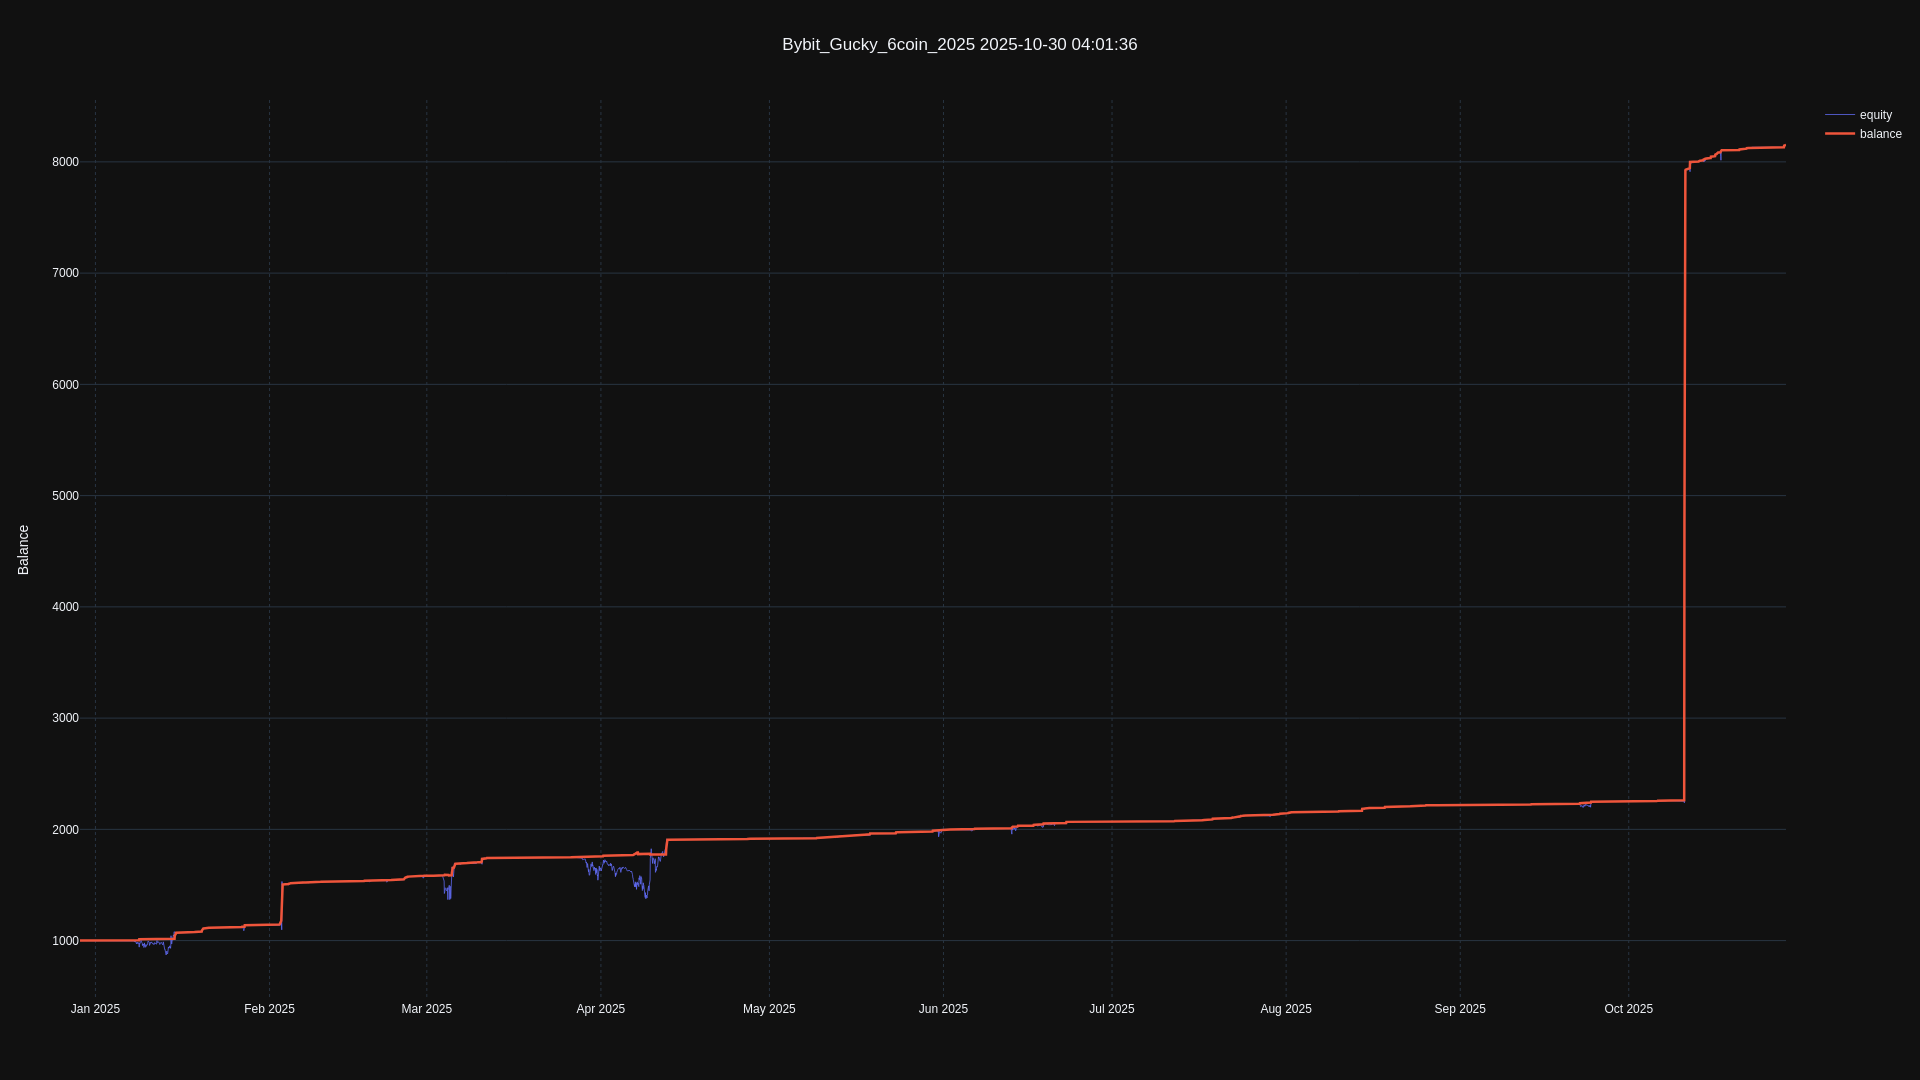 Bybit_Gucky_6coin_2025 2025-10-30 04:01:36
equity
balance
8000
7000
6000
5000
4000
3000
2000
1000
Balance
Jan 2025
Feb 2025
Mar 2025
Apr 2025
May 2025
Jun 2025
Jul 2025
Aug 2025
Sep 2025
Oct 2025